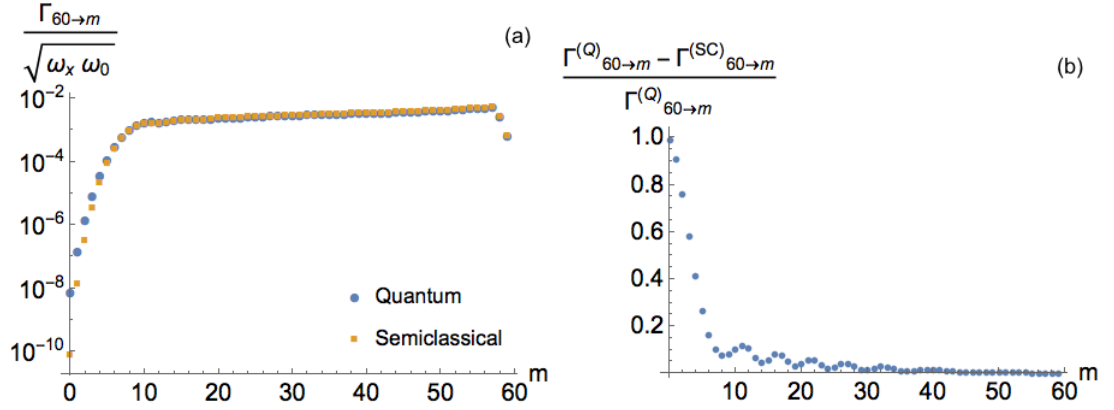 Γ₆₀→m
√ωₓ ω₀
(a)
10⁻²
10⁻⁴
10⁻⁶
10⁻⁸
10⁻¹⁰
Quantum
Semiclassical
0 10 20 30 40 50 60 m
Γ⁽Q⁾₆₀→m − Γ⁽SC⁾₆₀→m
Γ⁽Q⁾₆₀→m
(b)
1.0
0.8
0.6
0.4
0.2
10 20 30 40 50 60 m